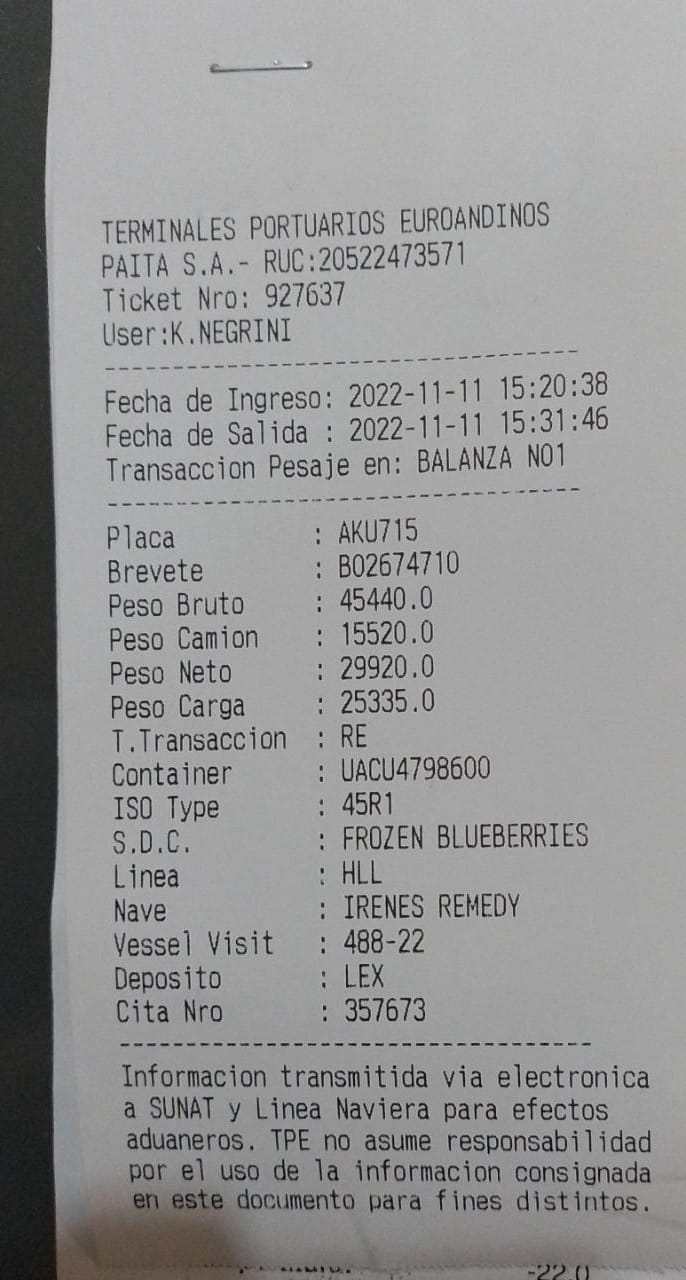 TERMINALES PORTUARIOS EUROANDINOS
PAITA S.A.- RUC:20522473571
Ticket Nro: 927637
User:K.NEGRINI
-----------------------------------
Fecha de Ingreso: 2022-11-11 15:20:38
Fecha de Salida : 2022-11-11 15:31:46
Transaccion Pesaje en: BALANZA NO1
-----------------------------------
Placa : AKU715
Brevete : B02674710
Peso Bruto : 45440.0
Peso Camion : 15520.0
Peso Neto : 29920.0
Peso Carga : 25335.0
T.Transaccion : RE
Container : UACU4798600
ISO Type : 45R1
S.D.C. : FROZEN BLUEBERRIES
Linea : HLL
Nave : IRENES REMEDY
Vessel Visit : 488-22
Deposito : LEX
Cita Nro : 357673
-----------------------------------
Informacion transmitida via electronica
a SUNAT y Linea Naviera para efectos
aduaneros. TPE no asume responsabilidad
por el uso de la informacion consignada
en este documento para fines distintos.
-22.0